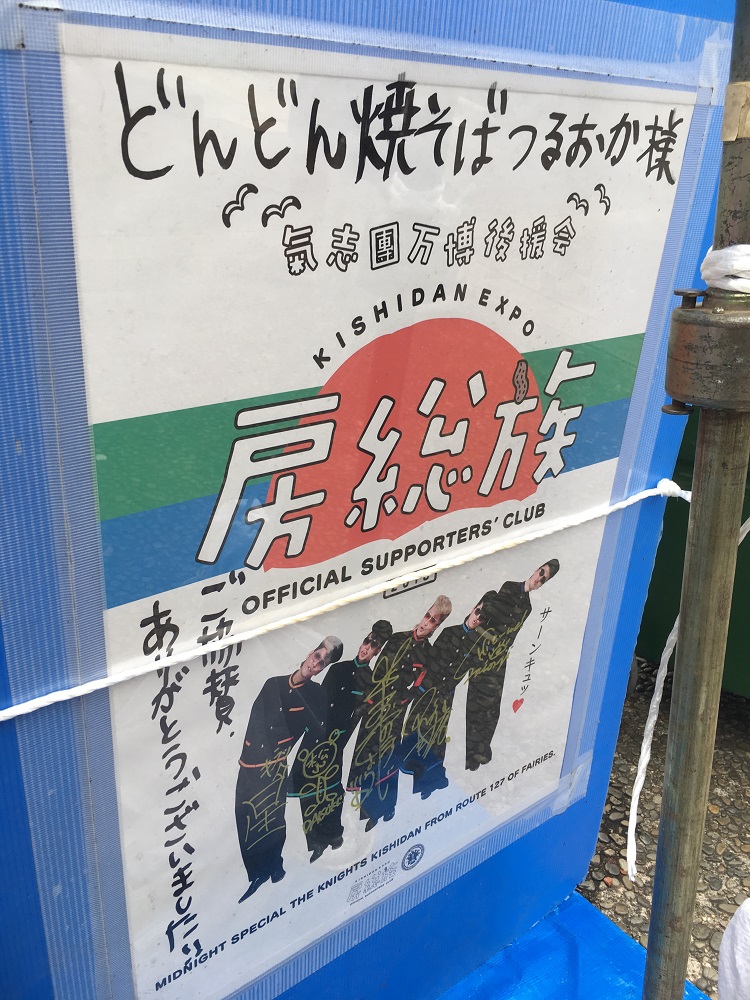 どんどん焼そばつるおか様
氣志團万博後援会
KISHIDAN EXPO
房総族
OFFICIAL SUPPORTERS' CLUB
サーンキュッ♥
ご協賛、
ありがとうございました!!
MIDNIGHT SPECIAL THE KNIGHTS KISHIDAN FROM ROUTE 127 OF FAIRIES.